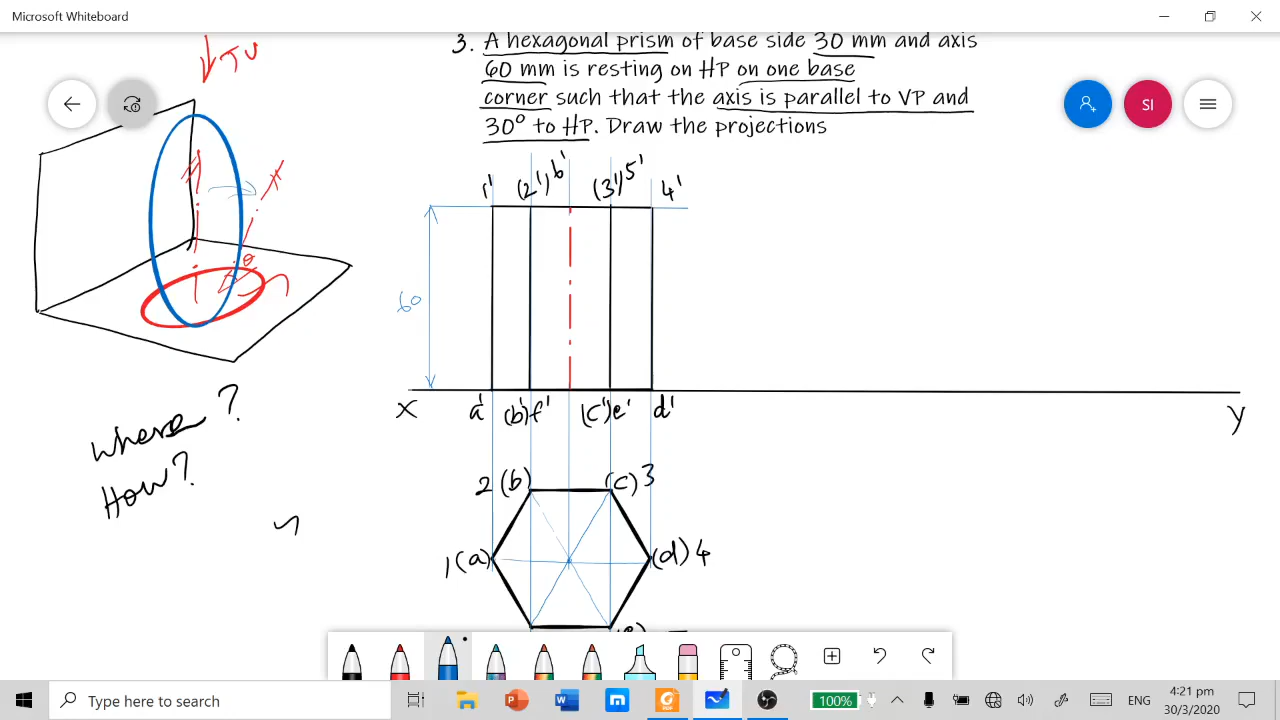 Microsoft Whiteboard
3. A hexagonal prism of base side 30 mm and axis
60 mm is resting on HP on one base
corner such that the axis is parallel to VP and
30° to HP. Draw the projections
TV
SI
θ
where?
How?
1' (2') 6' (3') 5' 4'
60
X a' (b') f' (c') e' d' y
2 (b) (c) 3
1 (a) (d) 4
Type here to search
100%
ENG
4:21 pm
30/3/2020